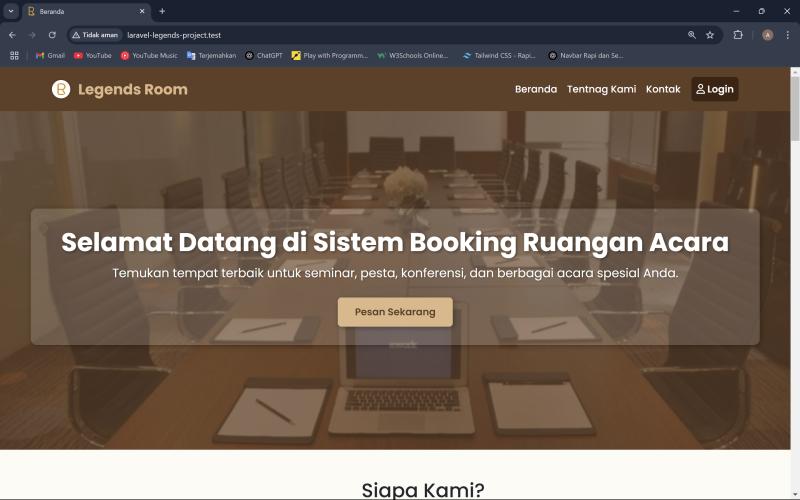 Beranda
Tidak aman
laravel-legends-project.test
A
Gmail
YouTube
YouTube Music
Terjemahkan
ChatGPT
Play with Programm...
W3Schools Online...
Tailwind CSS - Rapi...
Navbar Rapi dan Se...
Legends Room
Beranda
Tentnag Kami
Kontak
Login
Selamat Datang di Sistem Booking Ruangan Acara
Temukan tempat terbaik untuk seminar, pesta, konferensi, dan berbagai acara spesial Anda.
Pesan Sekarang
Siapa Kami?